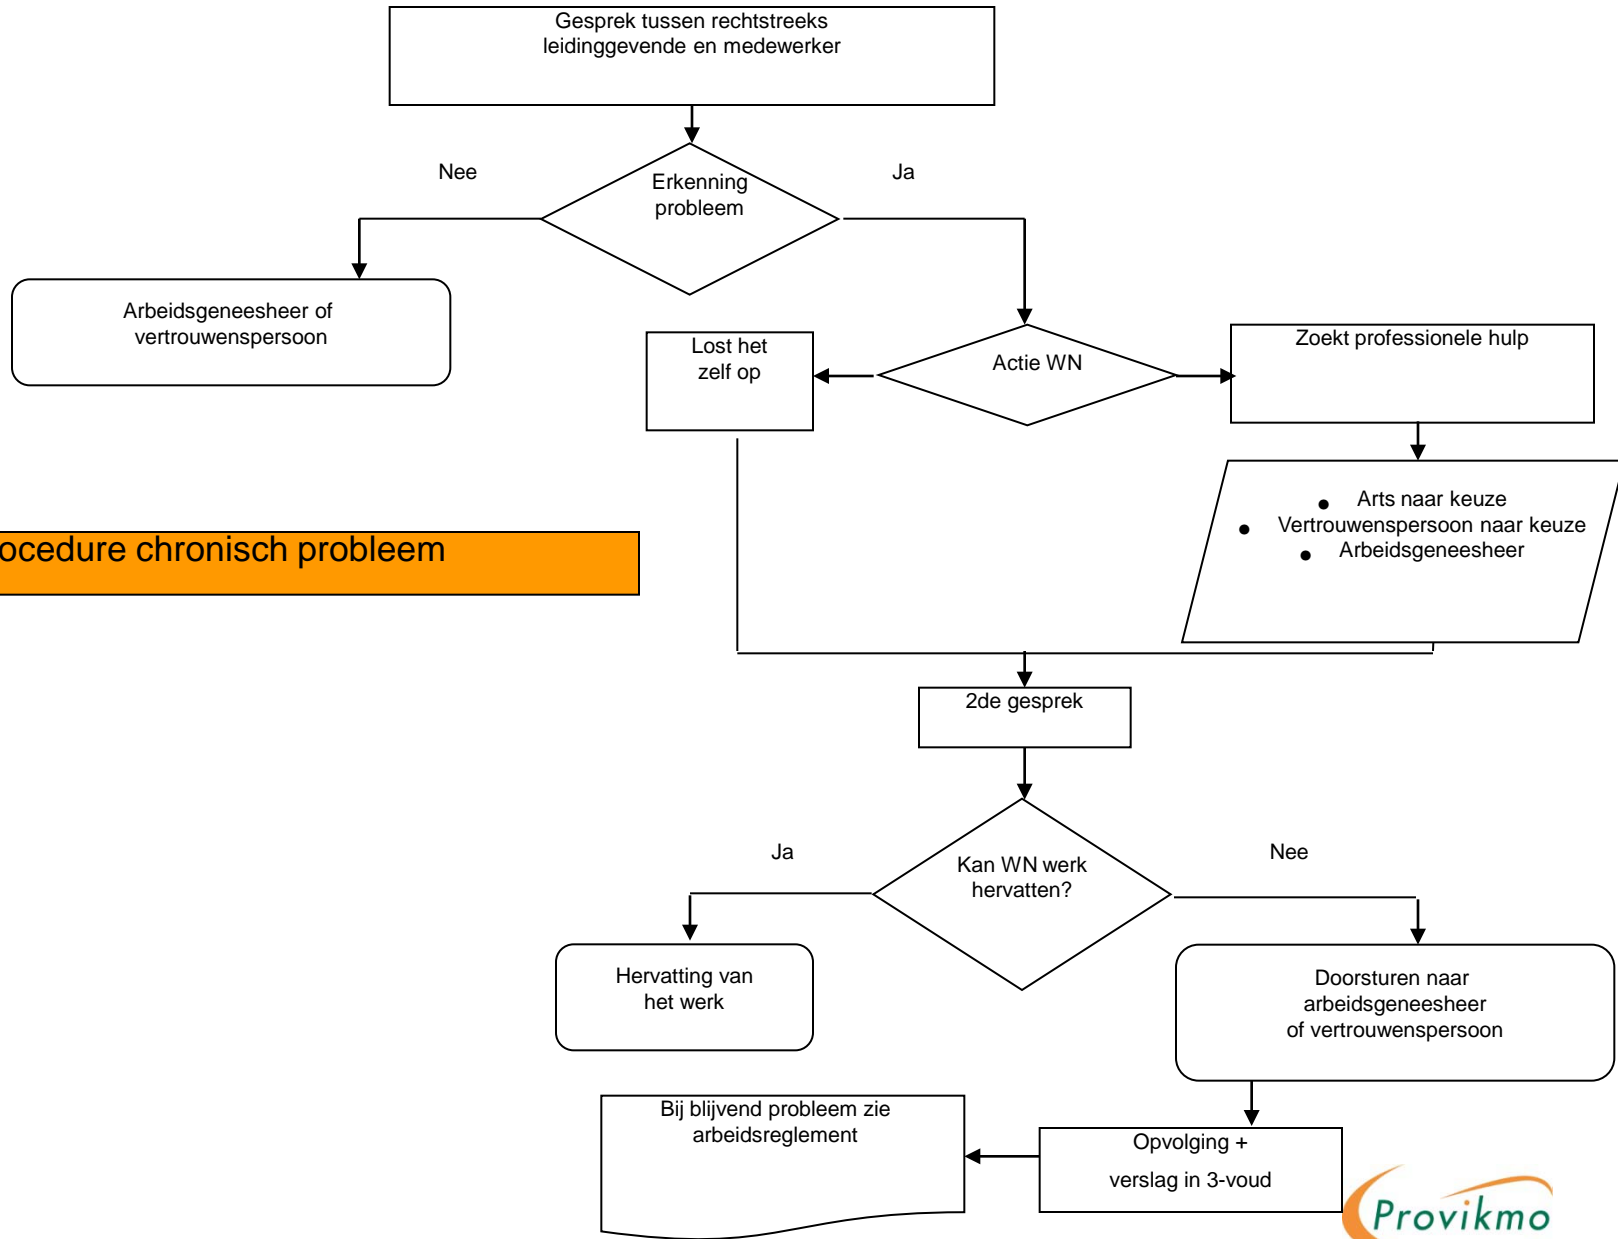 Gesprek tussen rechtstreeks
leidinggevende en medewerker
Nee
Ja
Erkenning
probleem
Arbeidsgeneesheer of
vertrouwenspersoon
Lost het
zelf op
Actie WN
Zoekt professionele hulp
• Arts naar keuze
• Vertrouwenspersoon naar keuze
• Arbeidsgeneesheer
ocedure chronisch probleem
2de gesprek
Ja
Nee
Kan WN werk
hervatten?
Hervatting van
het werk
Doorsturen naar
arbeidsgeneesheer
of vertrouwenspersoon
Bij blijvend probleem zie
arbeidsreglement
Opvolging +
verslag in 3-voud
Provikmo